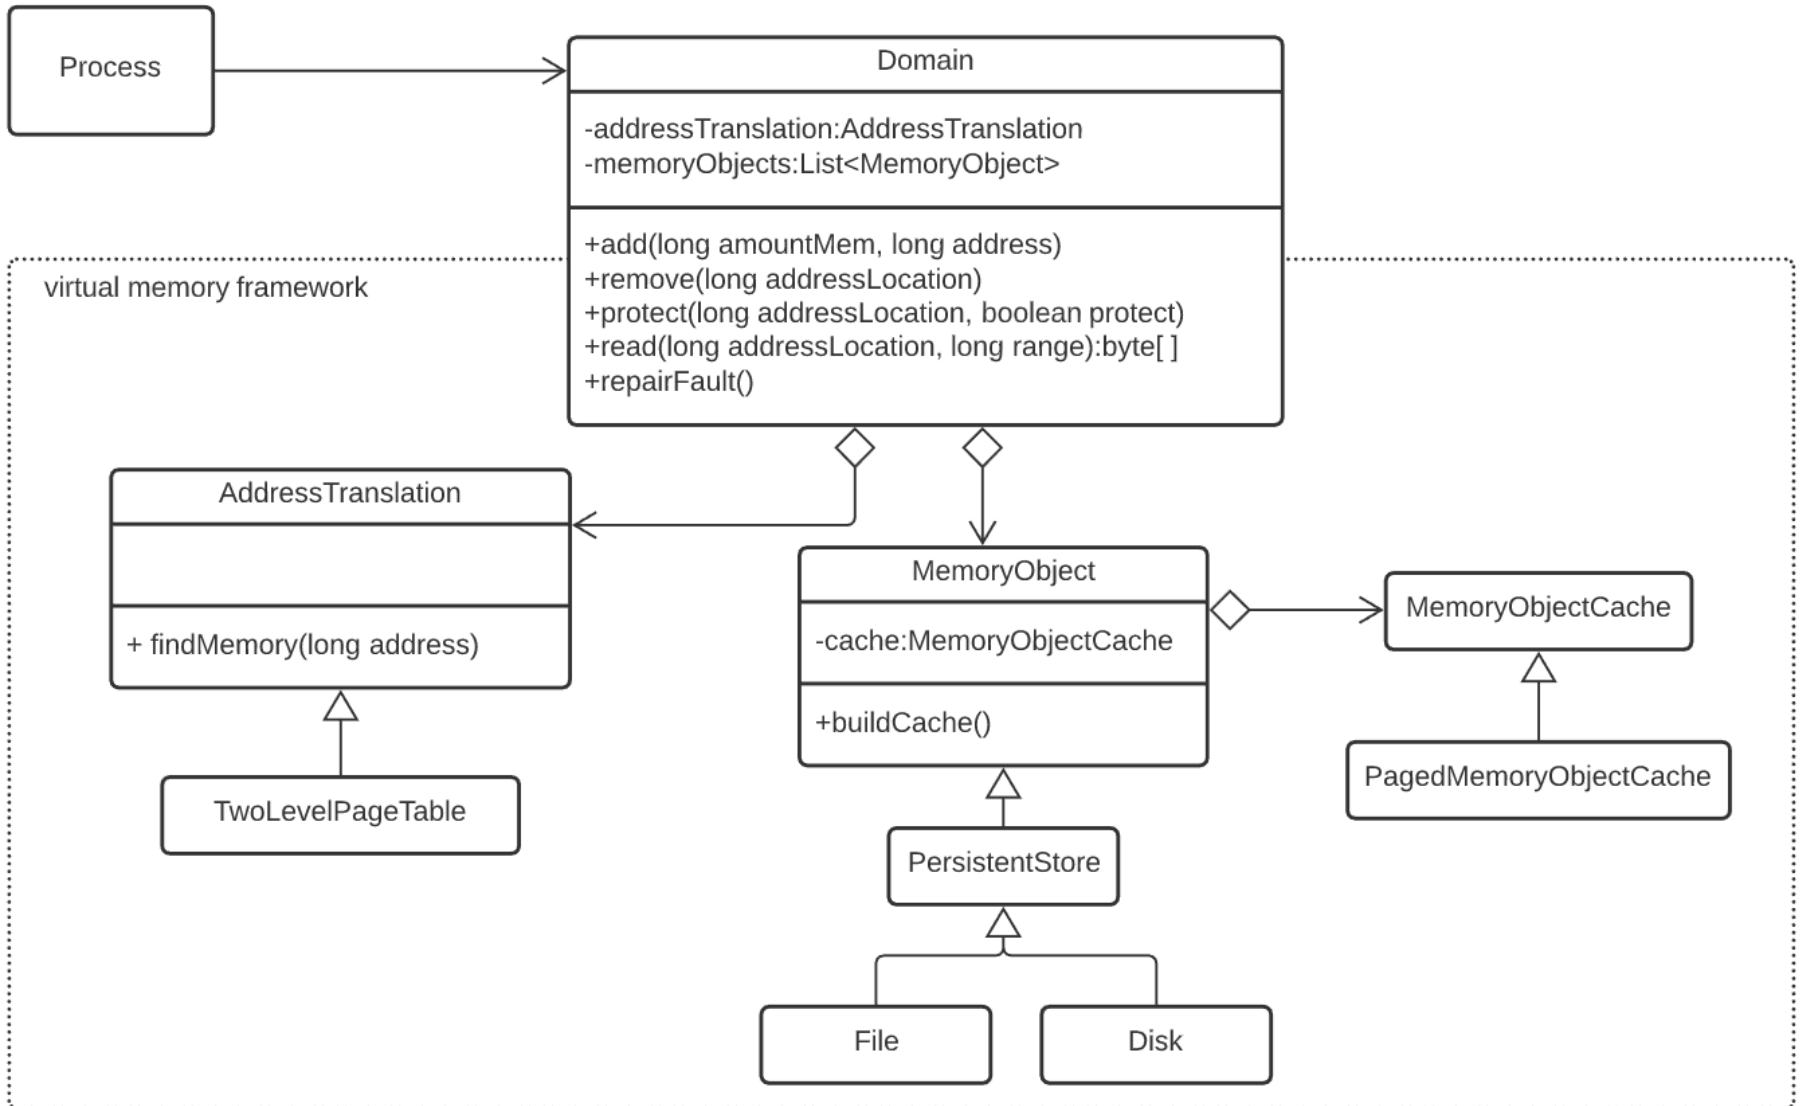 Process
Domain
-addressTranslation:AddressTranslation
-memoryObjects:List<MemoryObject>
+add(long amountMem, long address)
+remove(long addressLocation)
+protect(long addressLocation, boolean protect)
+read(long addressLocation, long range):byte[ ]
+repairFault()
virtual memory framework
AddressTranslation
+ findMemory(long address)
TwoLevelPageTable
MemoryObject
-cache:MemoryObjectCache
+buildCache()
MemoryObjectCache
PagedMemoryObjectCache
PersistentStore
File
Disk